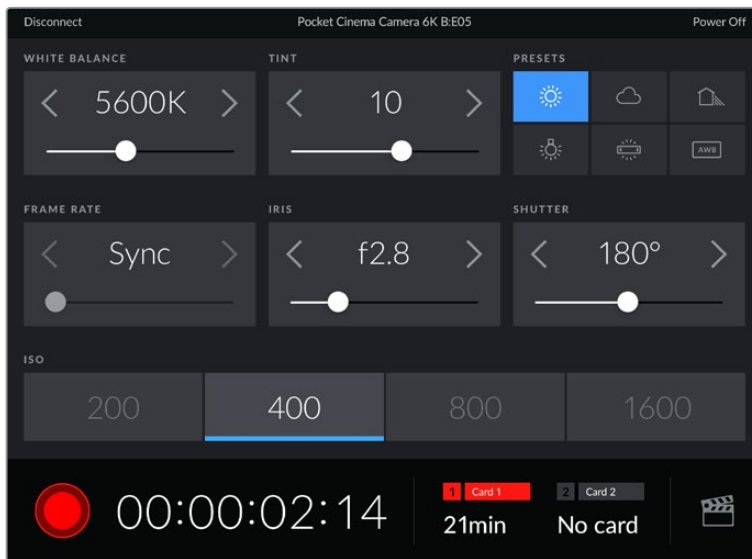 Disconnect Pocket Cinema Camera 6K B:E05 Power Off
WHITE BALANCE TINT PRESETS
5600K 10
AWB
FRAME RATE IRIS SHUTTER
Sync f2.8 180°
ISO
200 400 800 1600
00:00:02:14
1 Card 1 2 Card 2
21min No card